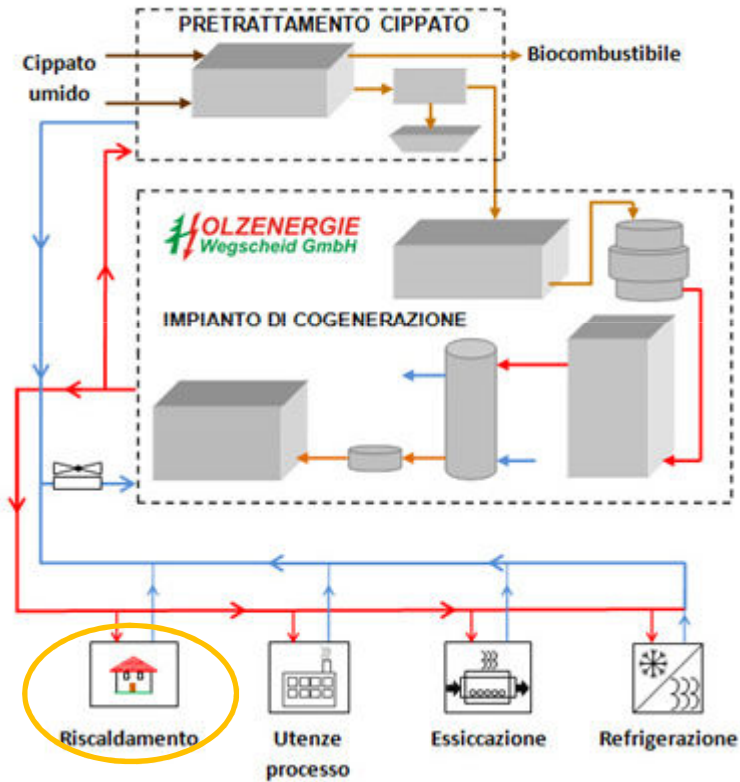 PRETRATTAMENTO CIPPATO
Cippato
umido
Biocombustibile
HOLZENERGIE
Wegscheid GmbH
IMPIANTO DI COGENERAZIONE
Riscaldamento
Utenze
processo
Essiccazione
Refrigerazione